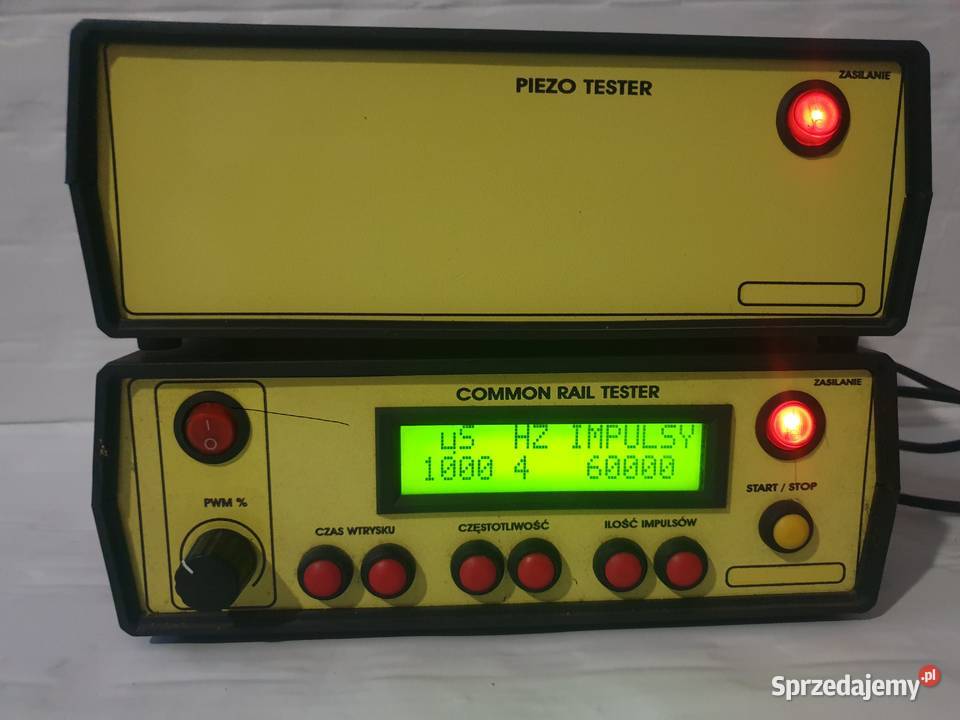 ZASILANIE
PIEZO TESTER
ZASILANIE
COMMON RAIL TESTER
µS HZ IMPULSY
1000 4 60000
START / STOP
PWM %
CZAS WTRYSKU
CZĘSTOTLIWOŚĆ
ILOŚĆ IMPULSÓW
Sprzedajemy.pl